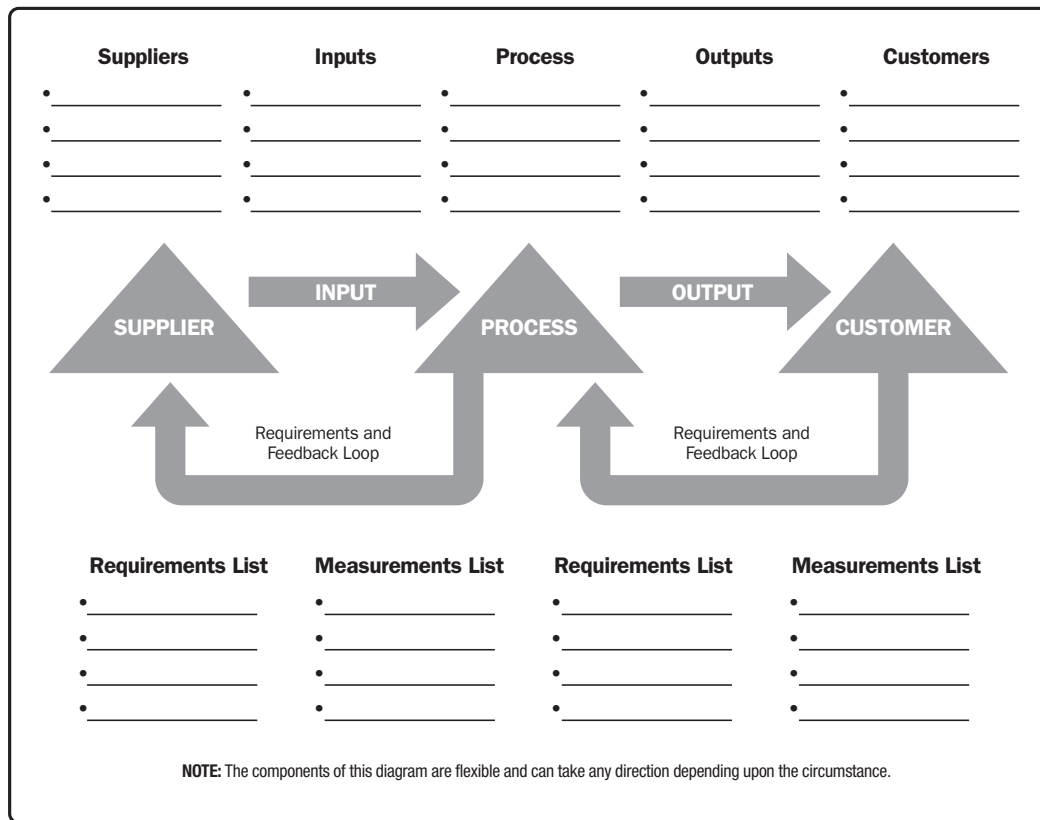 Suppliers Inputs Process Outputs Customers
•
•
•
•
SUPPLIER INPUT PROCESS OUTPUT CUSTOMER
Requirements and
Feedback Loop
Requirements and
Feedback Loop
Requirements List Measurements List Requirements List Measurements List
•
•
•
•
NOTE: The components of this diagram are flexible and can take any direction depending upon the circumstance.